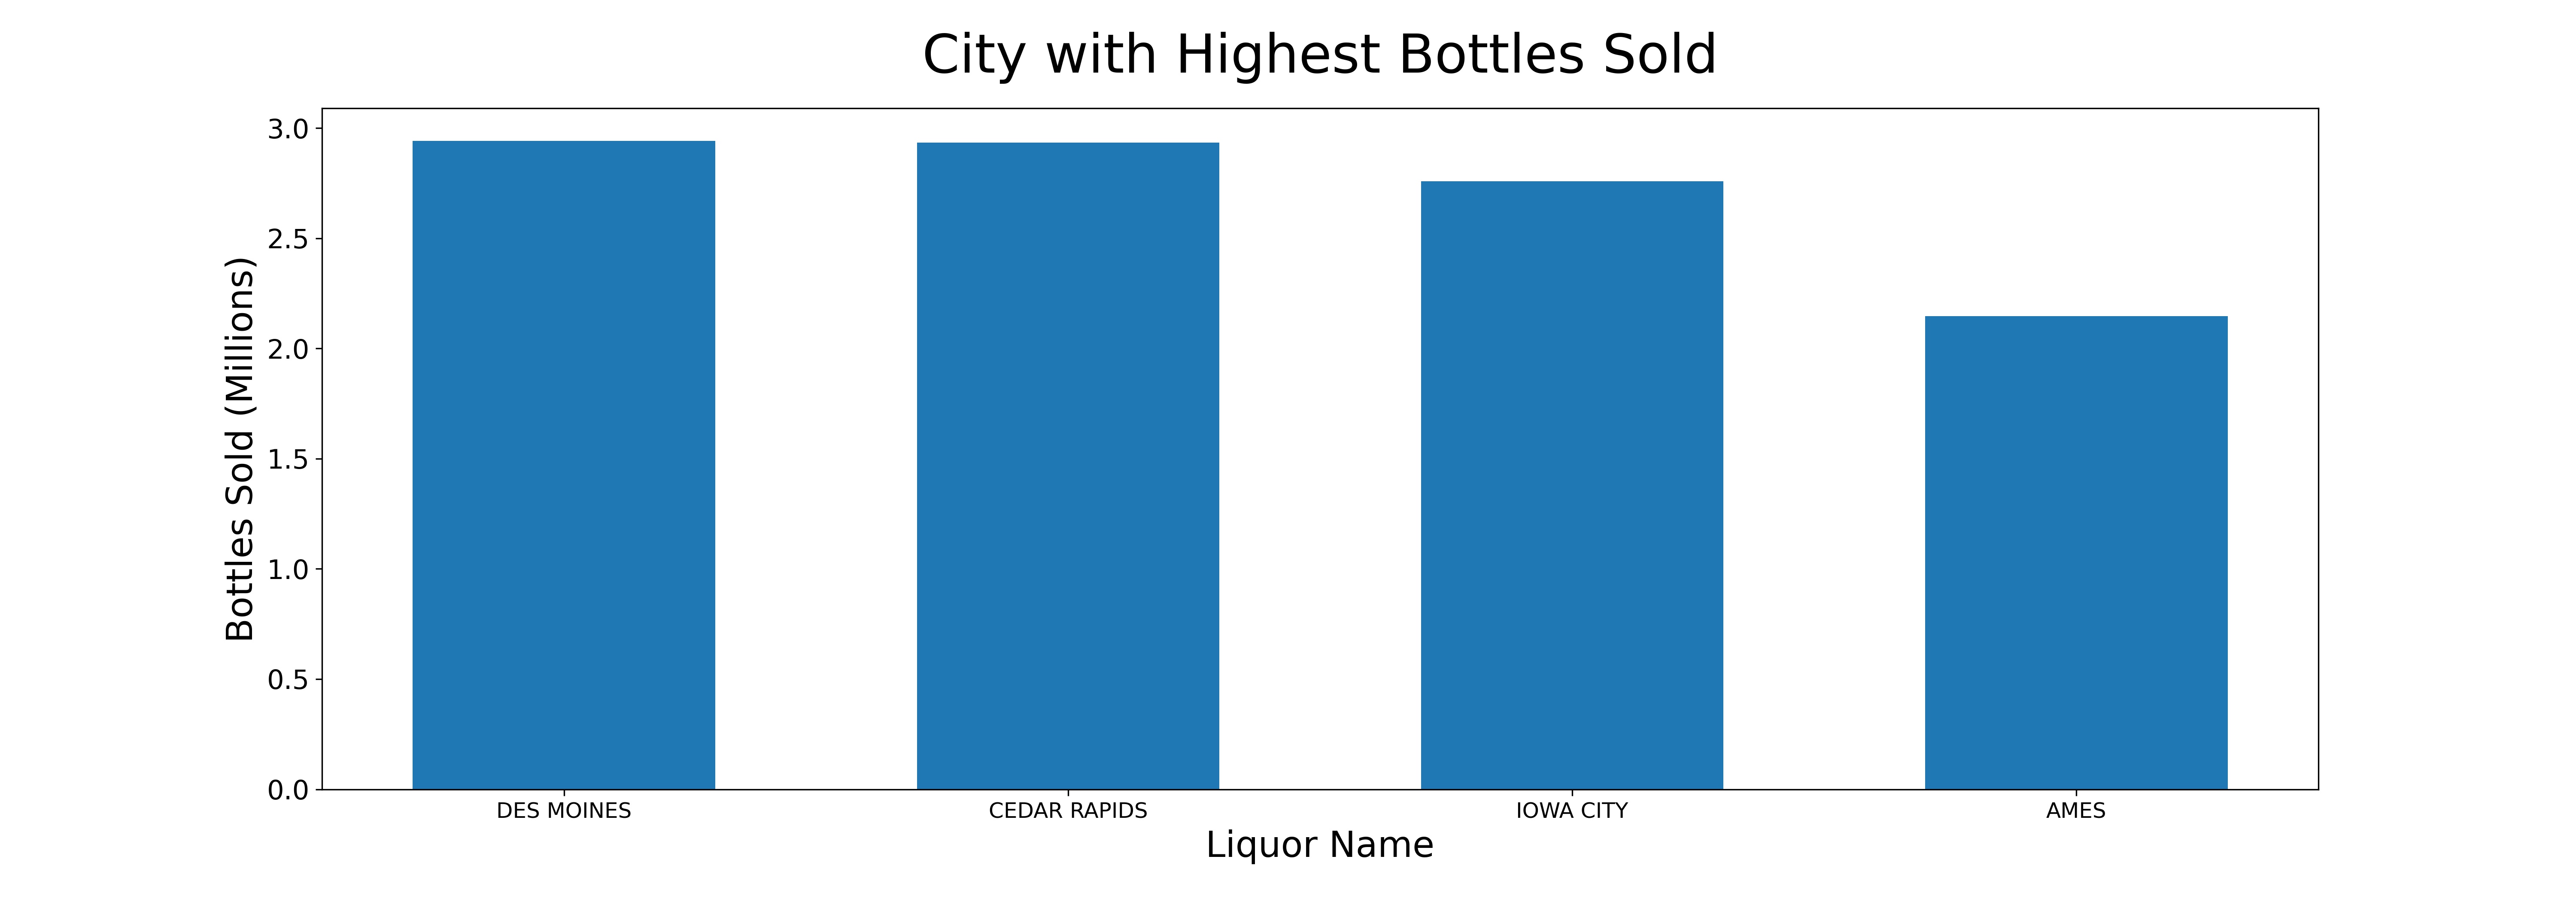 City with Highest Bottles Sold
Bottles Sold (Millions)
3.0
2.5
2.0
1.5
1.0
0.5
0.0
DES MOINES
CEDAR RAPIDS
IOWA CITY
AMES
Liquor Name